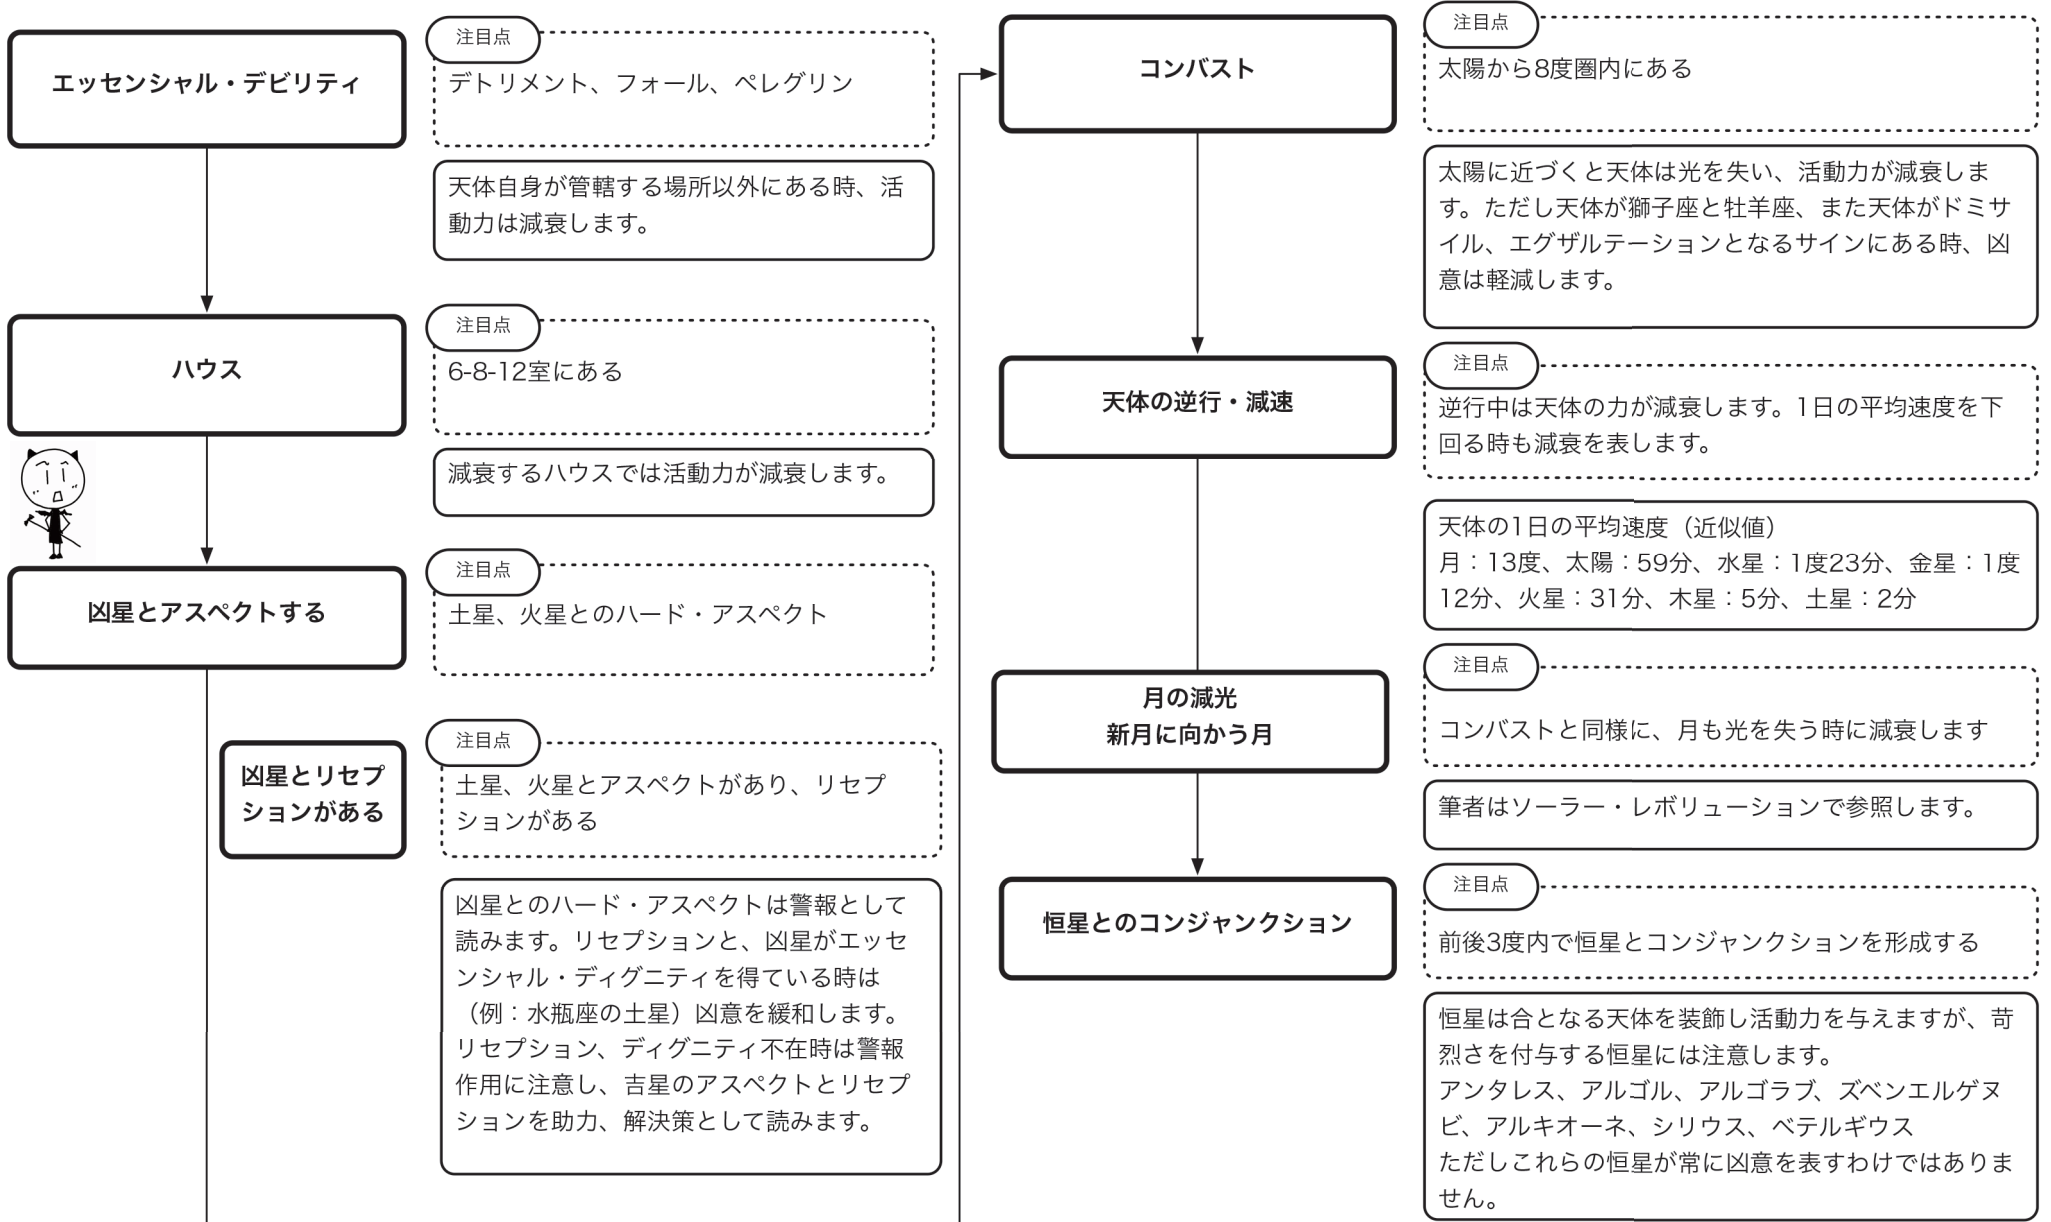 エッセンシャル・デビリティ
注目点
デトリメント、フォール、ペレグリン
天体自身が管轄する場所以外にある時、活
動力は減衰します。
ハウス
注目点
6-8-12室にある
減衰するハウスでは活動力が減衰します。
凶星とアスペクトする
注目点
土星、火星とのハード・アスペクト
凶星とリセプ
ションがある
注目点
土星、火星とアスペクトがあり、リセプ
ションがある
凶星とのハード・アスペクトは警報として
読みます。リセプションと、凶星がエッセ
ンシャル・ディグニティを得ている時は
（例：水瓶座の土星）凶意を緩和します。
リセプション、ディグニティ不在時は警報
作用に注意し、吉星のアスペクトとリセプ
ションを助力、解決策として読みます。
コンバスト
注目点
太陽から8度圏内にある
太陽に近づくと天体は光を失い、活動力が減衰しま
す。ただし天体が獅子座と牡羊座、また天体がドミサ
イル、エグザルテーションとなるサインにある時、凶
意は軽減します。
天体の逆行・減速
注目点
逆行中は天体の力が減衰します。1日の平均速度を下
回る時も減衰を表します。
天体の1日の平均速度（近似値）
月：13度、太陽：59分、水星：1度23分、金星：1度
12分、火星：31分、木星：5分、土星：2分
月の減光
新月に向かう月
注目点
コンバストと同様に、月も光を失う時に減衰します
筆者はソーラー・レボリューションで参照します。
恒星とのコンジャンクション
注目点
前後3度内で恒星とコンジャンクションを形成する
恒星は合となる天体を装飾し活動力を与えますが、苛
烈さを付与する恒星には注意します。
アンタレス、アルゴル、アルゴラブ、ズベンエルゲヌ
ビ、アルキオーネ、シリウス、ベテルギウス
ただしこれらの恒星が常に凶意を表すわけではありま
せん。